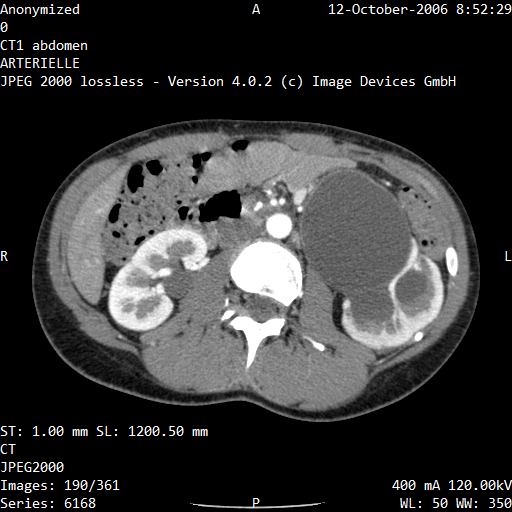 Anonymized A 12-October-2006 8:52:29
0
CT1 abdomen
ARTERIELLE
JPEG 2000 lossless - Version 4.0.2 (c) Image Devices GmbH
R L
ST: 1.00 mm SL: 1200.50 mm
CT
JPEG2000
Images: 190/361 400 mA 120.00kV
Series: 6168 P WL: 50 WW: 350